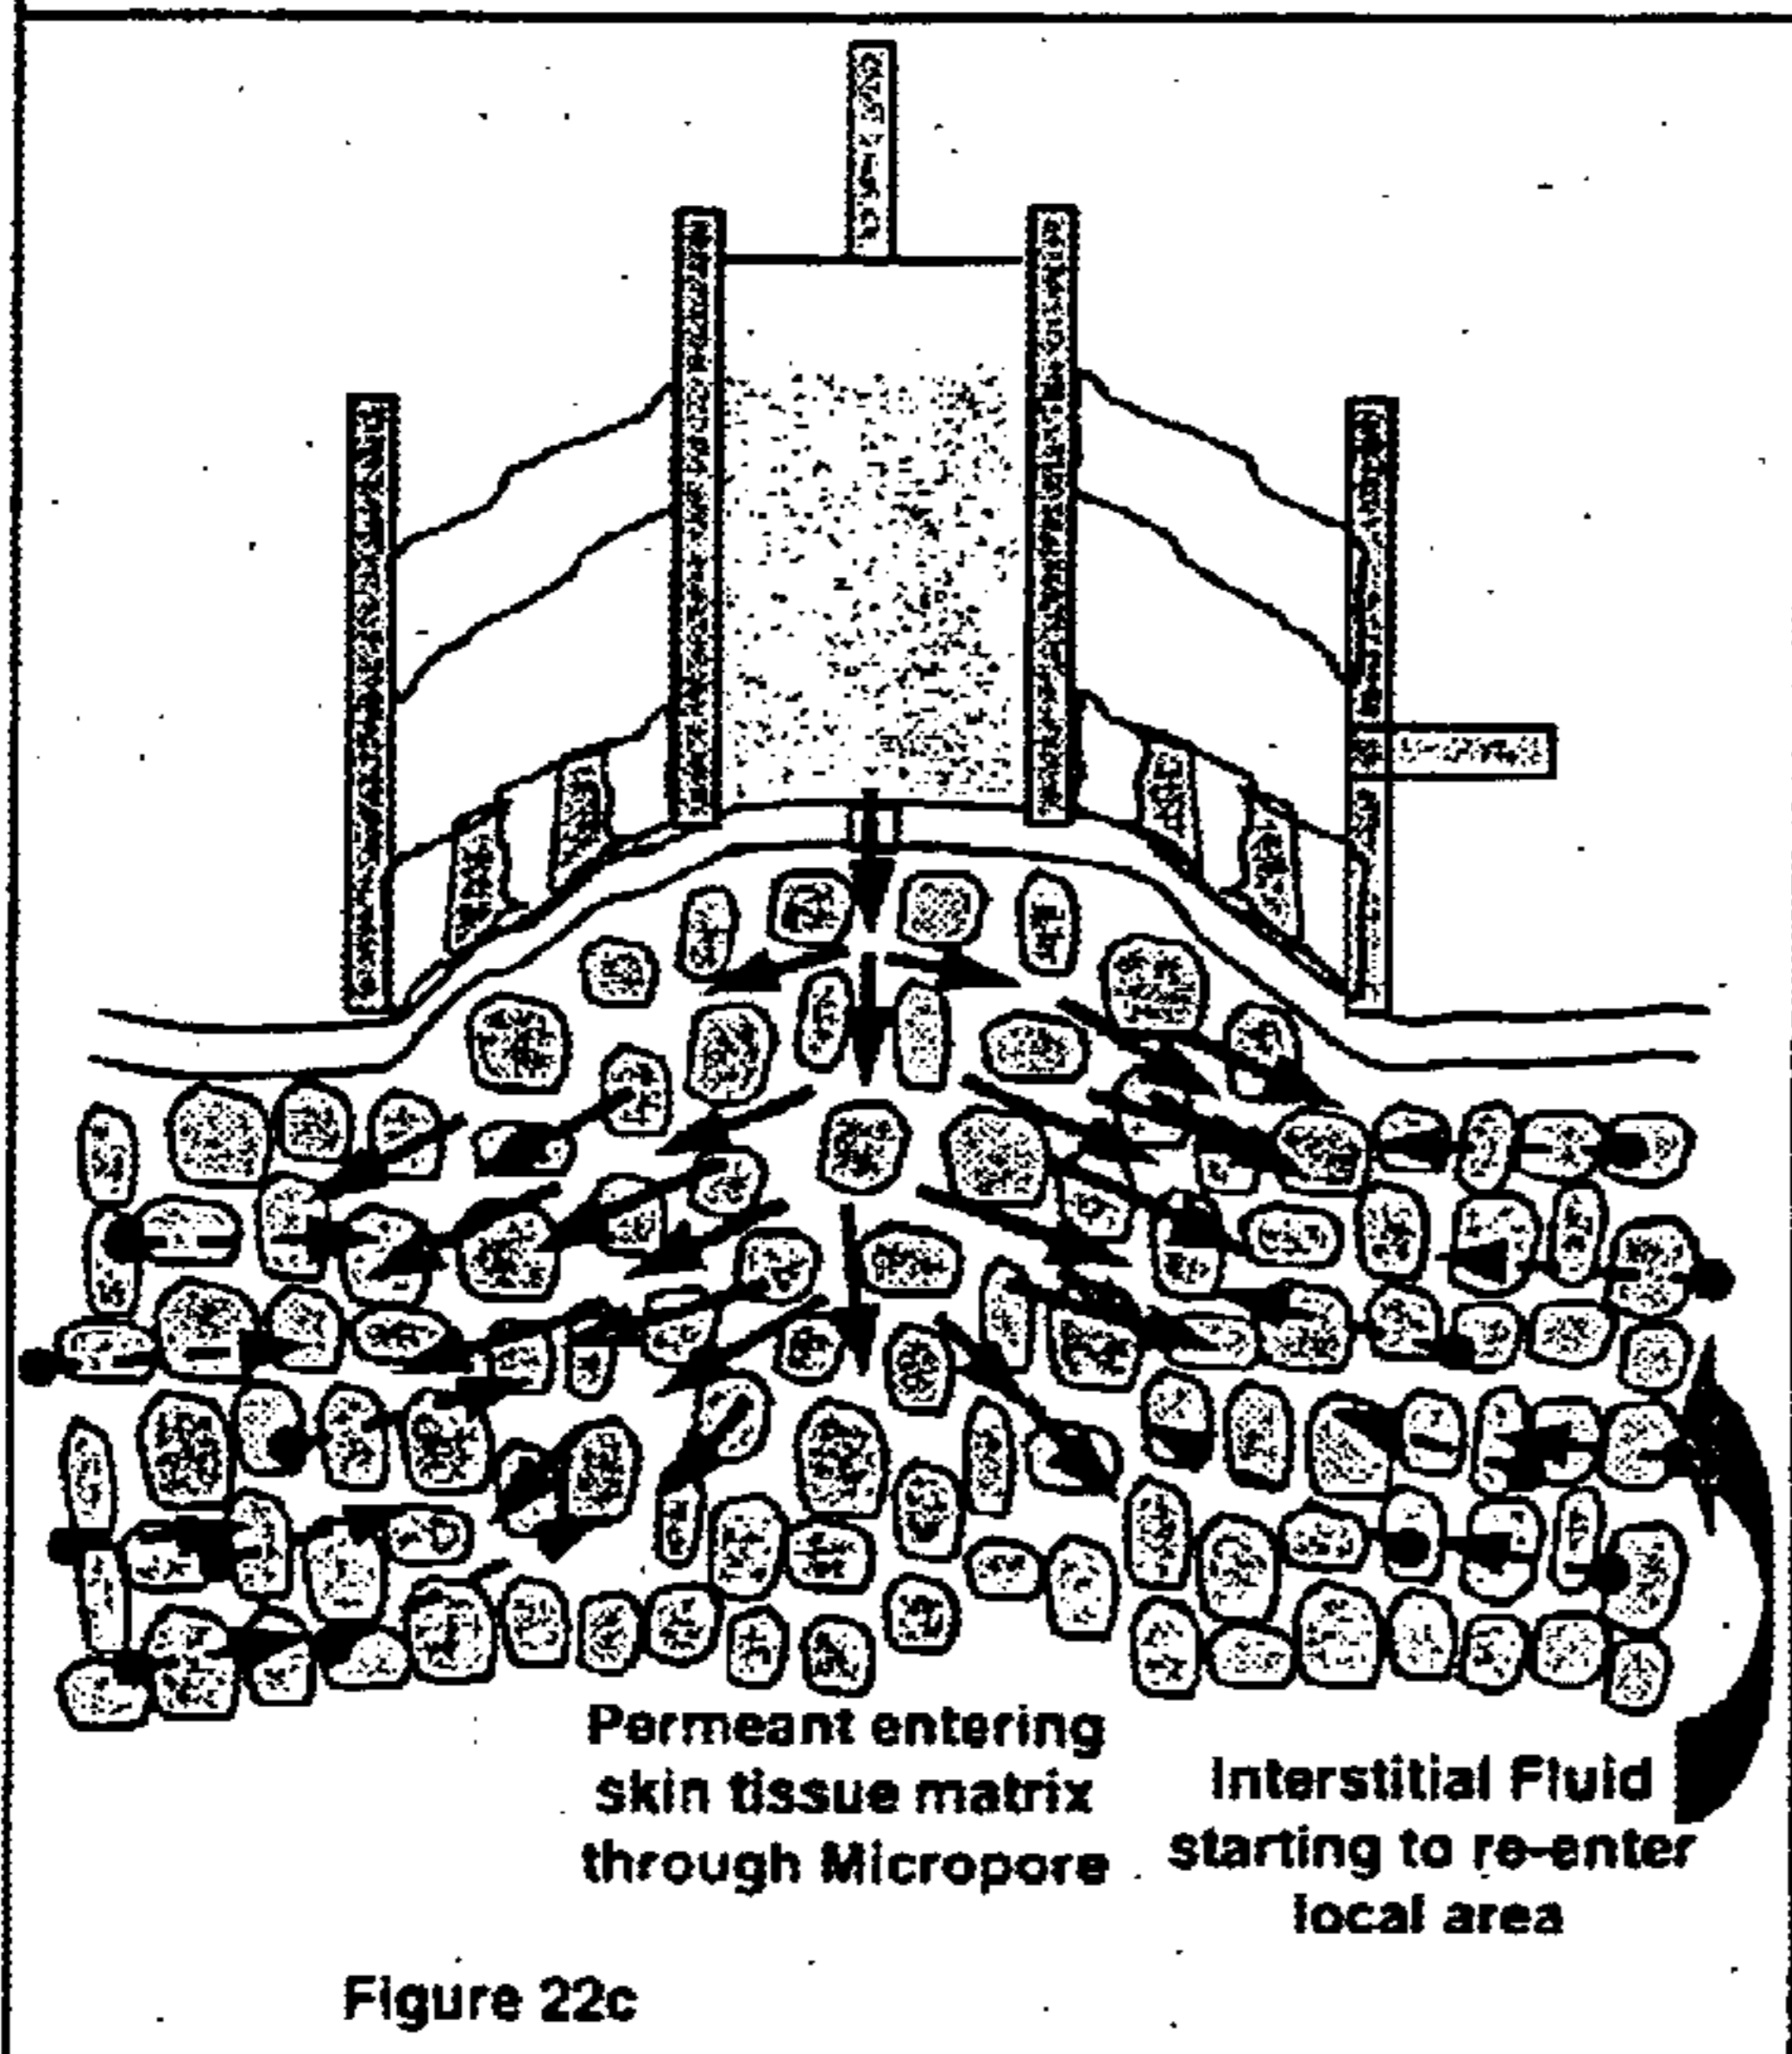 Permeant entering
skin tissue matrix
through Micropore
Interstitial Fluid
starting to re-enter
local area
Figure 22c